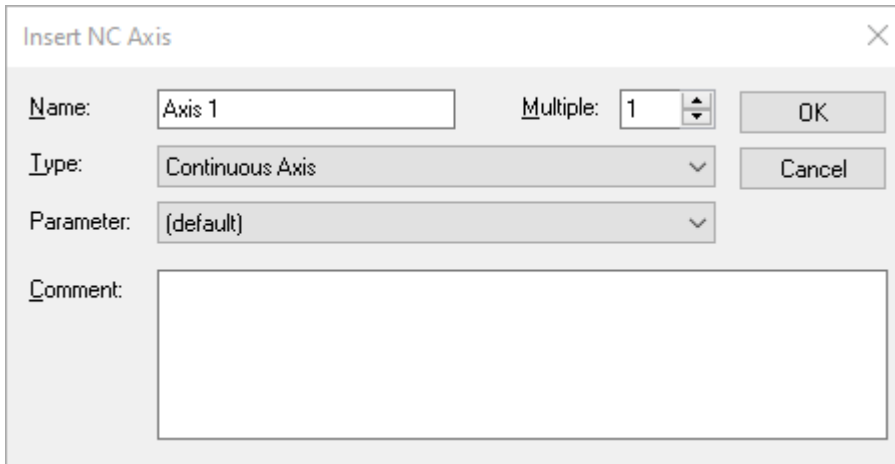 Insert NC Axis
Name: Axis 1 Multiple: 1 OK
Type: Continuous Axis Cancel
Parameter: (default)
Comment: